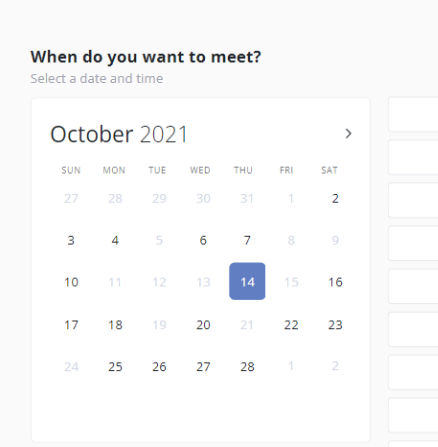 When do you want to meet?
Select a date and time
October 2021
SUN MON TUE WED THU FRI SAT
27 28 29 30 31 1 2
3 4 5 6 7 8 9
10 11 12 13 14 15 16
17 18 19 20 21 22 23
24 25 26 27 28 1 2